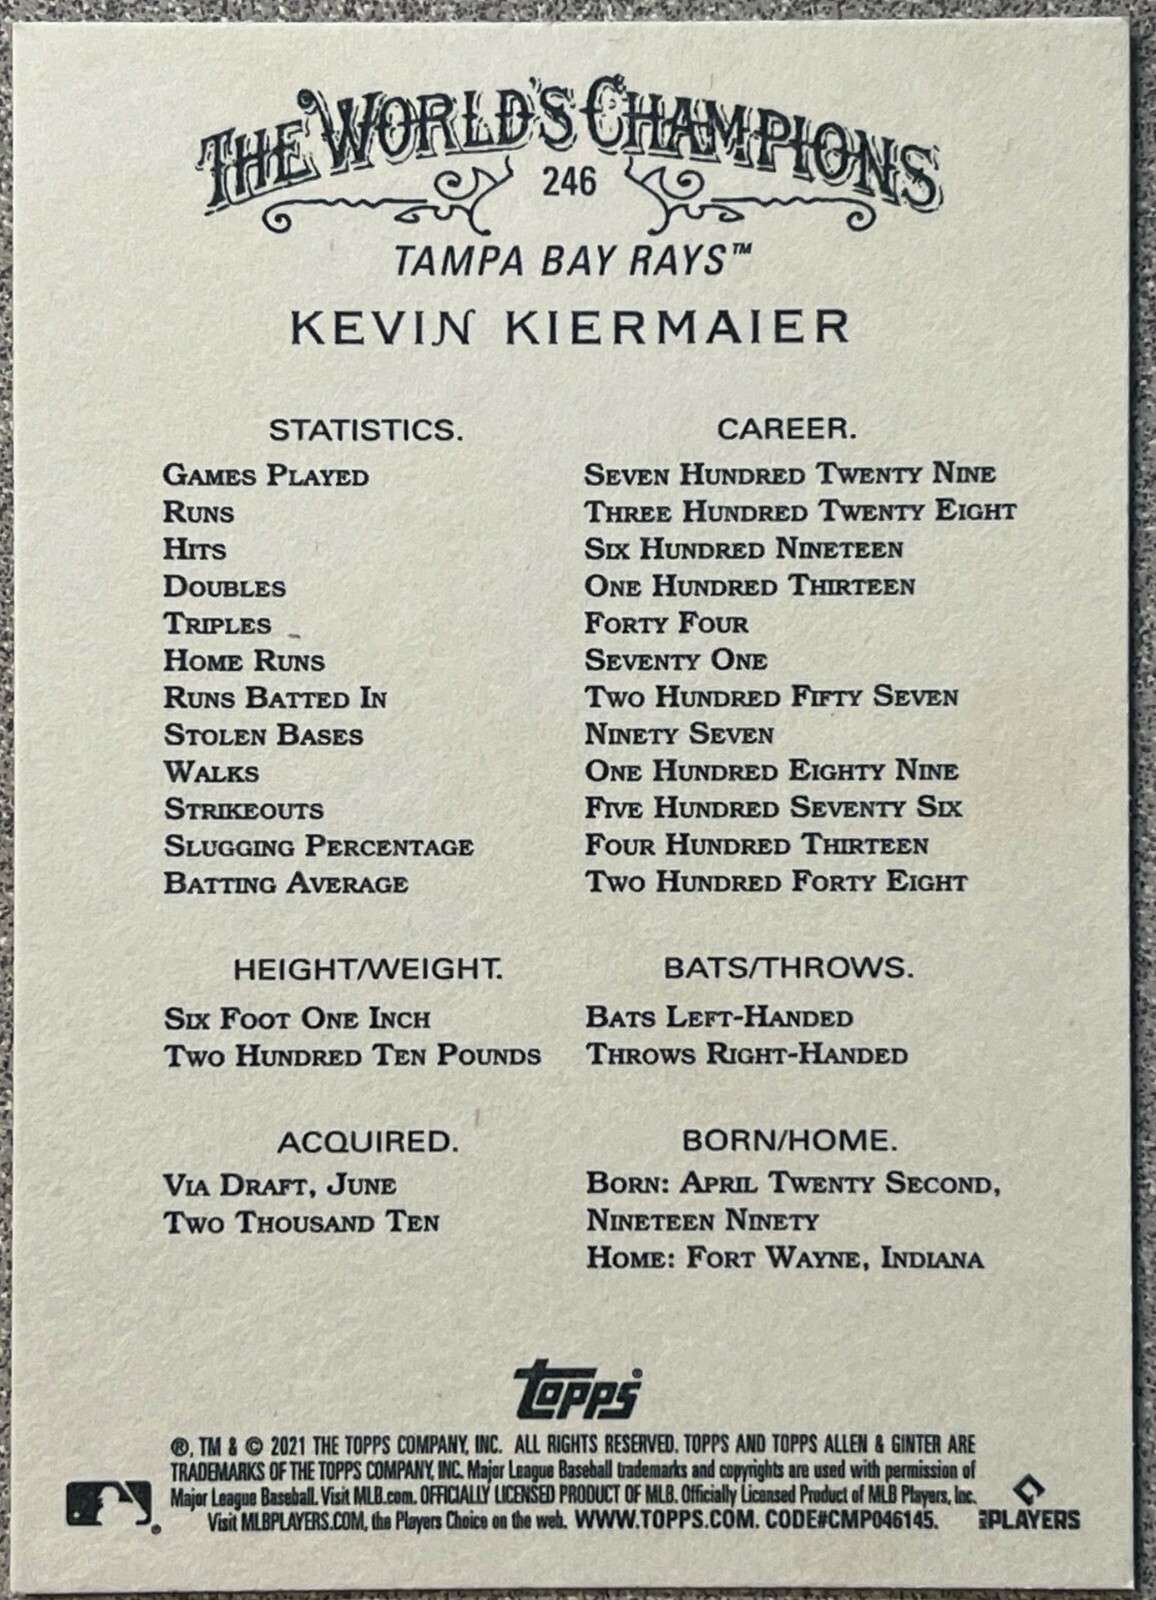 THE WORLD'S CHAMPIONS
246
TAMPA BAY RAYS™
KEVIN KIERMAIER
STATISTICS. CAREER.
GAMES PLAYED SEVEN HUNDRED TWENTY NINE
RUNS THREE HUNDRED TWENTY EIGHT
HITS SIX HUNDRED NINETEEN
DOUBLES ONE HUNDRED THIRTEEN
TRIPLES FORTY FOUR
HOME RUNS SEVENTY ONE
RUNS BATTED IN TWO HUNDRED FIFTY SEVEN
STOLEN BASES NINETY SEVEN
WALKS ONE HUNDRED EIGHTY NINE
STRIKEOUTS FIVE HUNDRED SEVENTY SIX
SLUGGING PERCENTAGE FOUR HUNDRED THIRTEEN
BATTING AVERAGE TWO HUNDRED FORTY EIGHT
HEIGHT/WEIGHT. BATS/THROWS.
SIX FOOT ONE INCH BATS LEFT-HANDED
TWO HUNDRED TEN POUNDS THROWS RIGHT-HANDED
ACQUIRED. BORN/HOME.
VIA DRAFT, JUNE BORN: APRIL TWENTY SECOND,
TWO THOUSAND TEN NINETEEN NINETY
HOME: FORT WAYNE, INDIANA
Topps®
®, TM & © 2021 THE TOPPS COMPANY, INC. ALL RIGHTS RESERVED. TOPPS AND TOPPS ALLEN & GINTER ARE
TRADEMARKS OF THE TOPPS COMPANY, INC. Major League Baseball trademarks and copyrights are used with permission of
Major League Baseball. Visit MLB.com. OFFICIALLY LICENSED PRODUCT OF MLB. Officially Licensed Product of MLB Players, Inc.
Visit MLBPLAYERS.COM, the Players Choice on the web. WWW.TOPPS.COM. CODE#CMP046145.
MLB PLAYERS